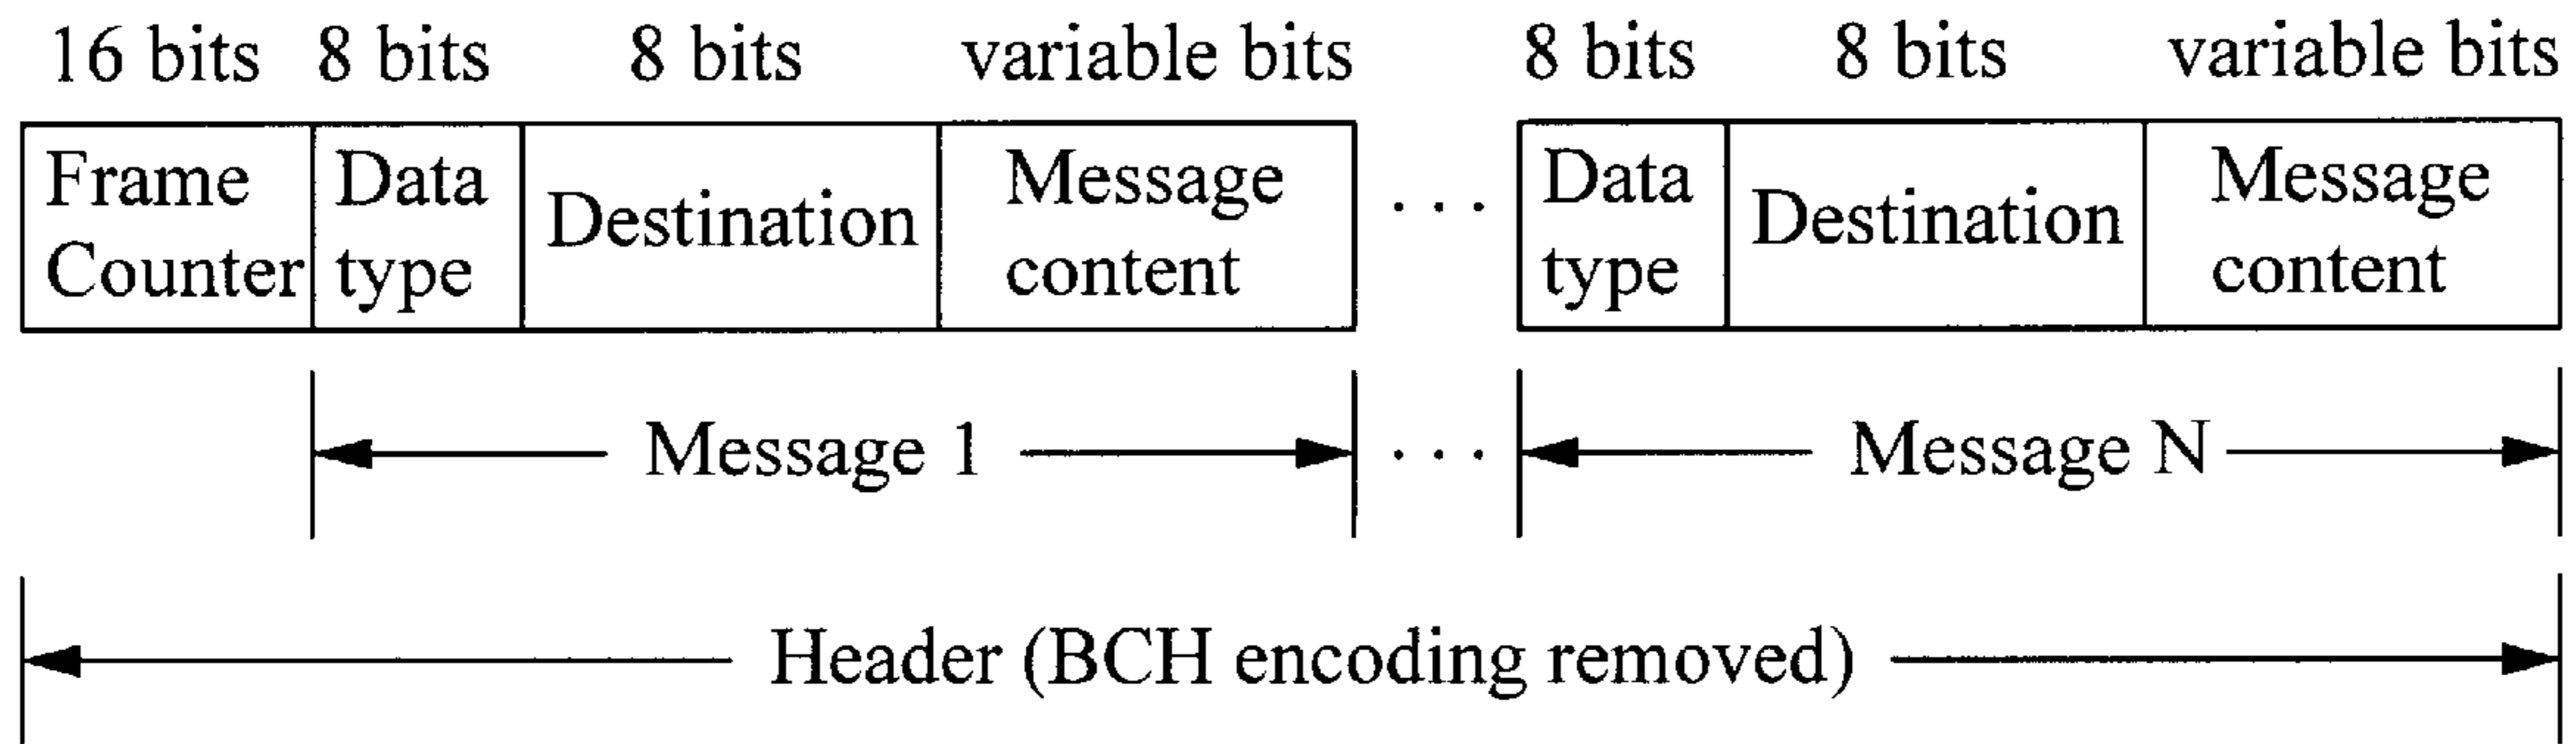 16 bits 8 bits 8 bits variable bits 8 bits 8 bits variable bits
Frame Counter Data type Destination Message content . . . Data type Destination Message content
Message 1 . . . Message N
Header (BCH encoding removed)